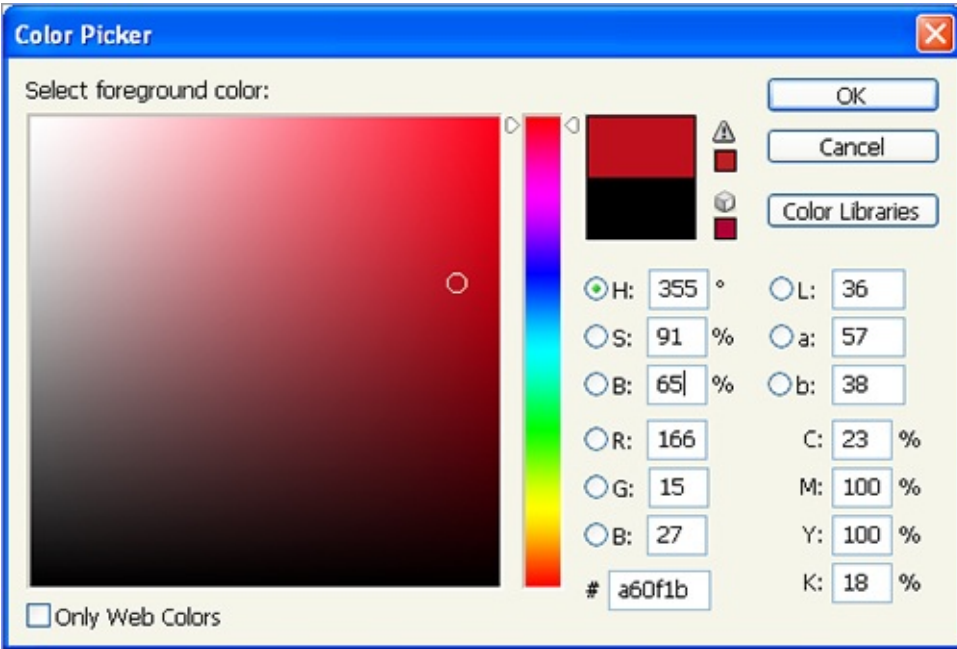 Color Picker
Select foreground color:
OK
Cancel
Color Libraries
H: 355 °
S: 91 %
B: 65 %
R: 166
G: 15
B: 27
# a60f1b
L: 36
a: 57
b: 38
C: 23 %
M: 100 %
Y: 100 %
K: 18 %
Only Web Colors